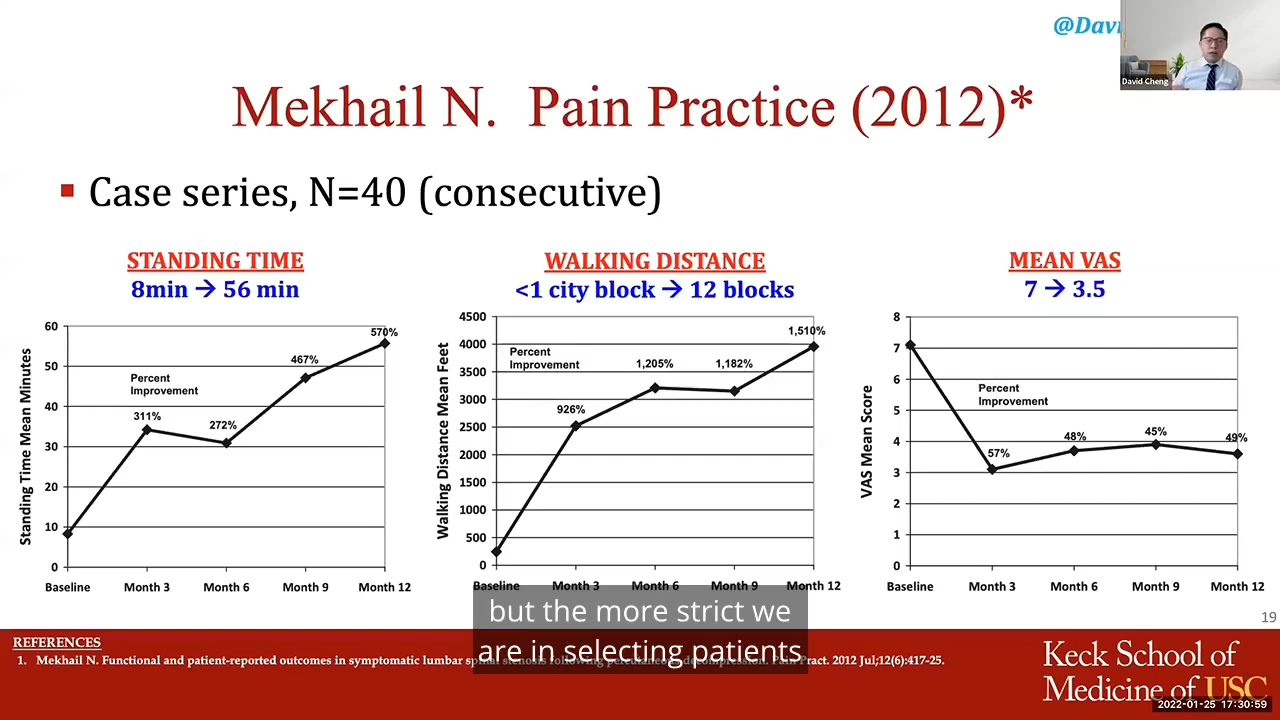 @Davi
David Cheng
Mekhail N. Pain Practice (2012)*
▪ Case series, N=40 (consecutive)
STANDING TIME
8min → 56 min
WALKING DISTANCE
<1 city block → 12 blocks
MEAN VAS
7 → 3.5
Standing Time Mean Minutes
60
50
40
30
20
10
0
Percent
Improvement
311%
272%
467%
570%
Baseline Month 3 Month 6 Month 9 Month 12
Walking Distance Mean Feet
4500
4000
3500
3000
2500
2000
1500
1000
500
0
Percent
Improvement
926%
1,205%
1,182%
1,510%
Baseline Month 3 Month 6 Month 9 Month 12
VAS Mean Score
8
7
6
5
4
3
2
1
0
Percent
Improvement
57%
48%
45%
49%
Baseline Month 3 Month 6 Month 9 Month 12
but the more strict we
are in selecting patients
19
REFERENCES
1. Mekhail N. Functional and patient-reported outcomes in symptomatic lumbar spinal stenosis following percutaneous decompression. Pain Pract. 2012 Jul;12(6):417-25.
Keck School of
Medicine of USC
2022-01-25 17:30:59